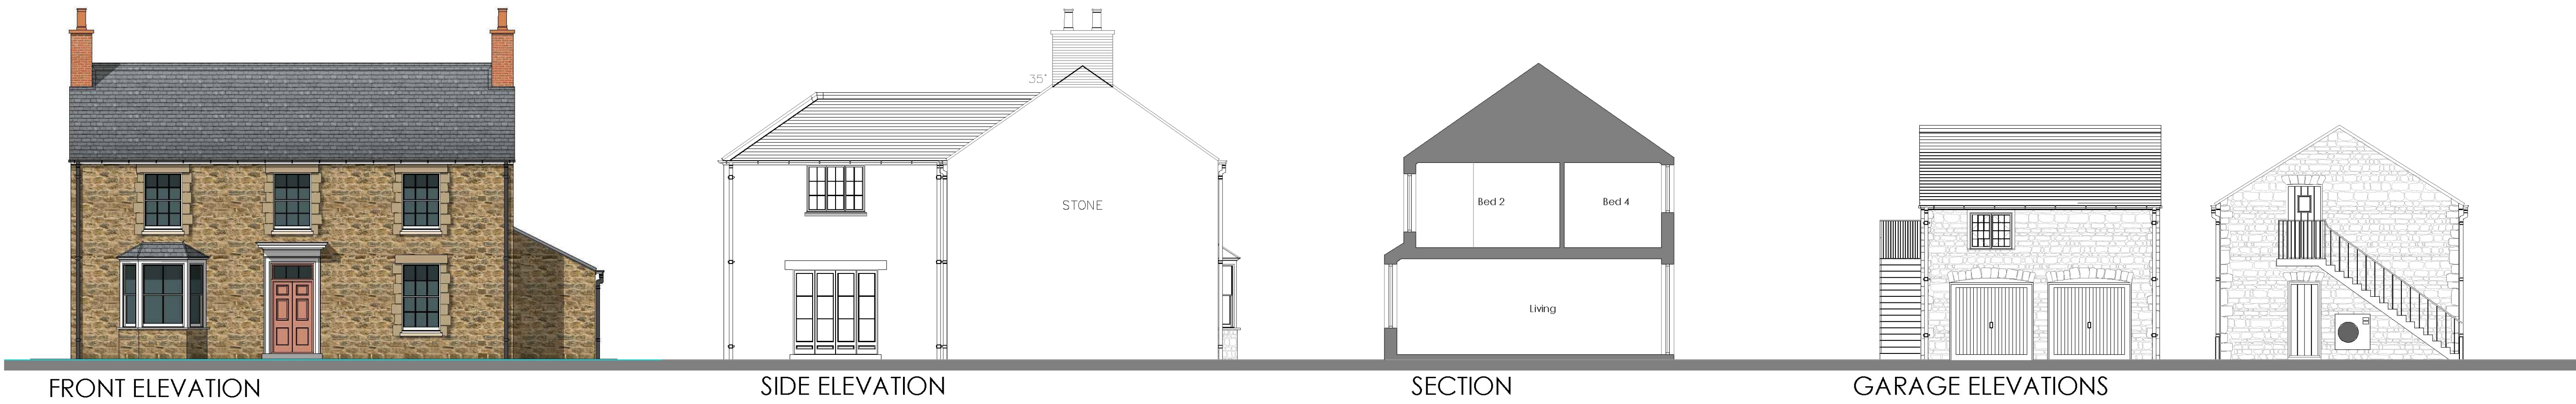 35°
STONE
Bed 2
Bed 4
Living
FRONT ELEVATION
SIDE ELEVATION
SECTION
GARAGE ELEVATIONS